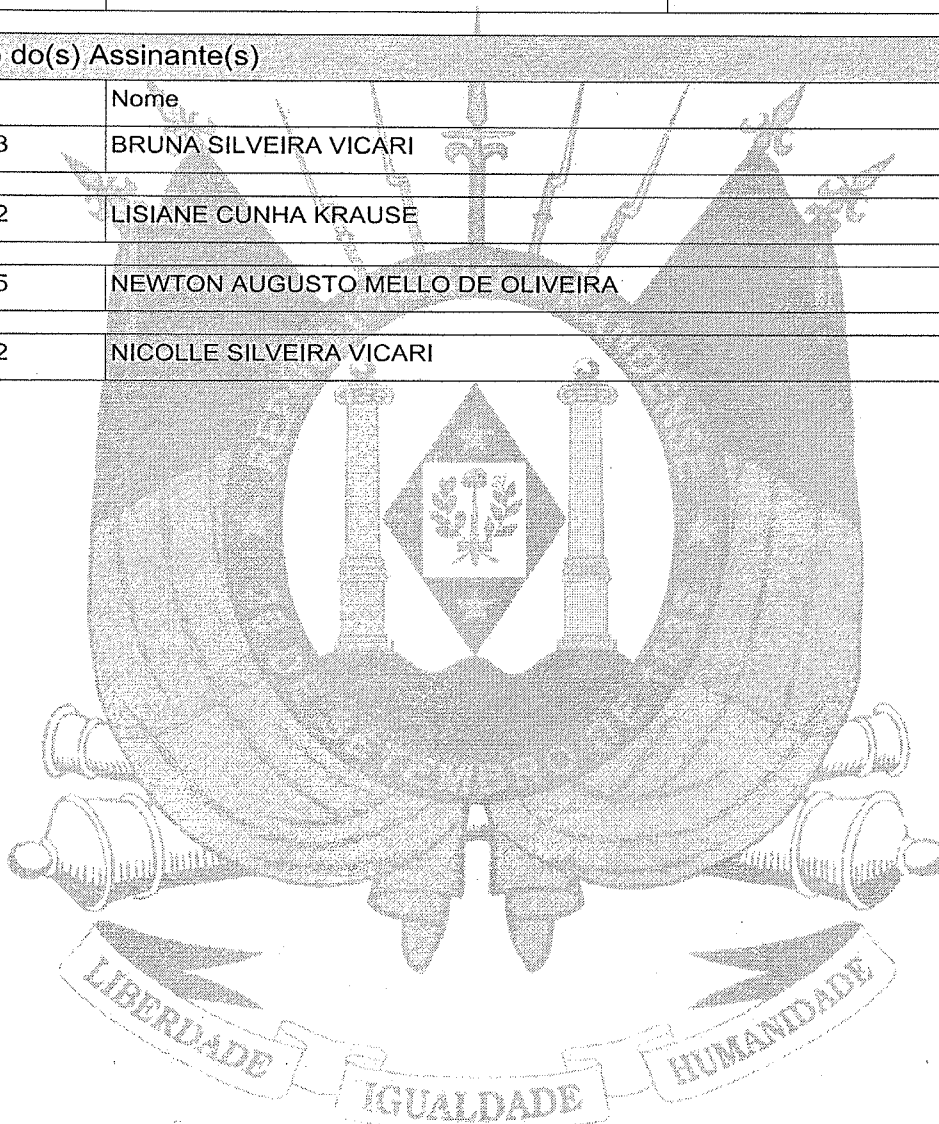 do(s) Assinante(s)
Nome
3 BRUNA SILVEIRA VICARI
2 LISIANE CUNHA KRAUSE
5 NEWTON AUGUSTO MELLO DE OLIVEIRA
2 NICOLLE SILVEIRA VICARI
LIBERDADE
IGUALDADE
HUMANIDADE